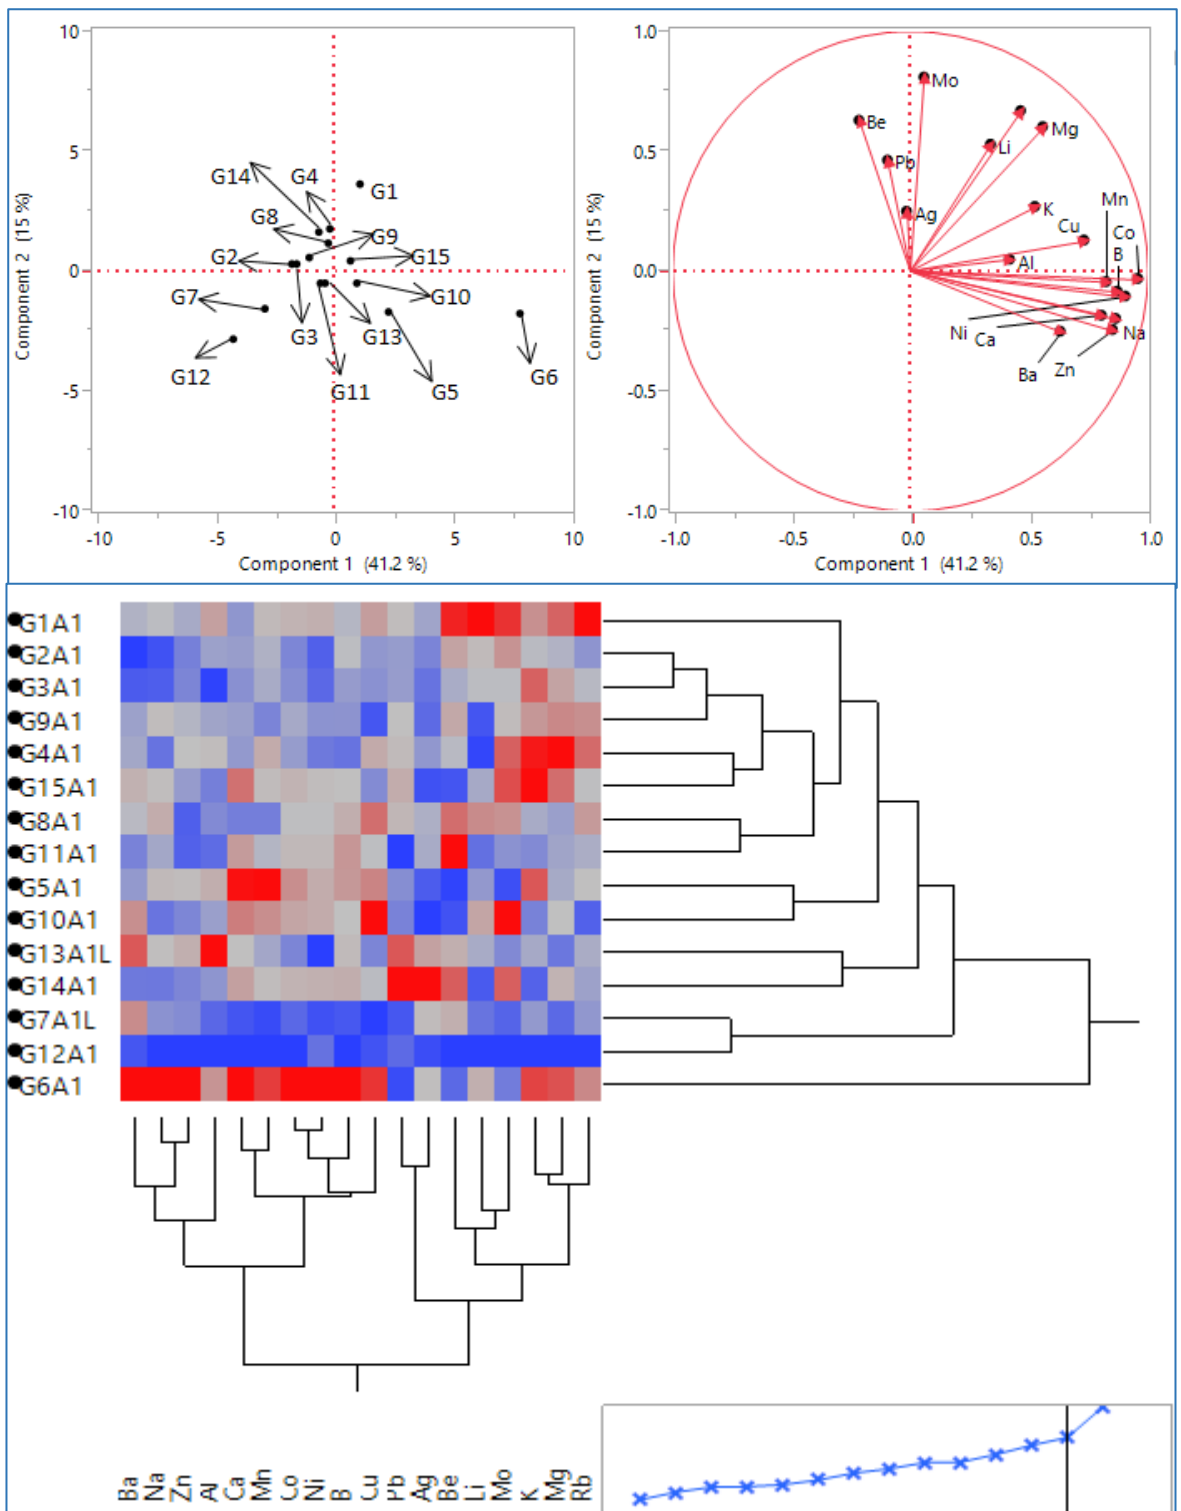 10
5
0
-5
-10
-10
-5
0
5
10
Component 1 (41.2 %)
Component 2 (15 %)
G14
G4
G1
G8
G9
G2
G15
G7
G10
G3
G13
G12
G11
G5
G6
1.0
0.5
0.0
-0.5
-1.0
-1.0
-0.5
0.0
0.5
1.0
Component 1 (41.2 %)
Component 2 (15 %)
Mo
Be
Mg
Li
Pb
K
Mn
Ag
Cu
Co
B
Al
Ni
Ca
Na
Ba
Zn
G1A1
G2A1
G3A1
G9A1
G4A1
G15A1
G8A1
G11A1
G5A1
G10A1
G13A1L
G14A1
G7A1L
G12A1
G6A1
Ba
Na
Zn
Al
Ca
Mn
Co
Ni
B
Cu
Pb
Ag
Be
Li
Mo
K
Mg
Rb